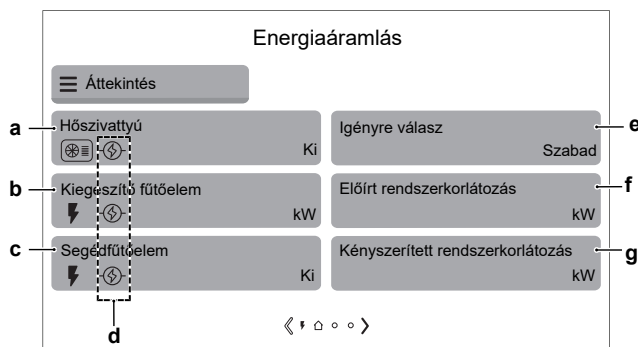 Energiaáramlás
Áttekintés
a
Hőszivattyú
Ki
Igényre válasz
Szabad
e
b
Kiegészítő fűtőelem
kW
Előírt rendszerkorlátozás
kW
f
c
Segédfűtőelem
Ki
Kényszerített rendszerkorlátozás
kW
g
d